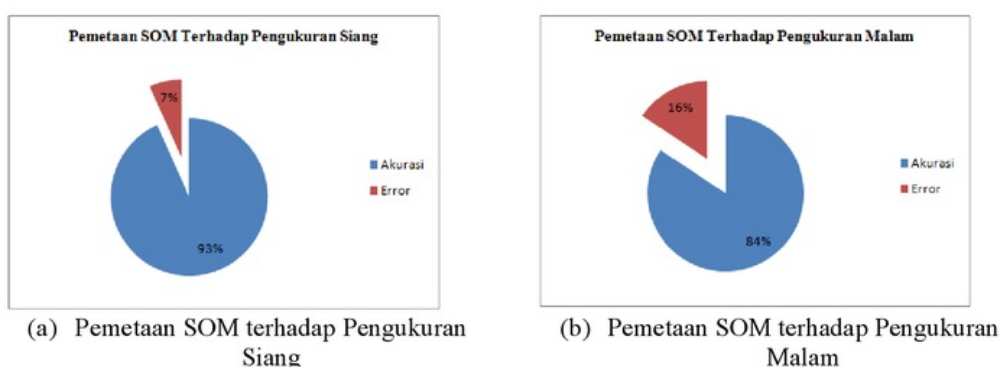 Pemetaan SOM Terhadap Pengukuran Siang
7%
93%
Akurasi
Error
(a) Pemetaan SOM terhadap Pengukuran
Siang
Pemetaan SOM Terhadap Pengukuran Malam
16%
84%
Akurasi
Error
(b) Pemetaan SOM terhadap Pengukuran
Malam